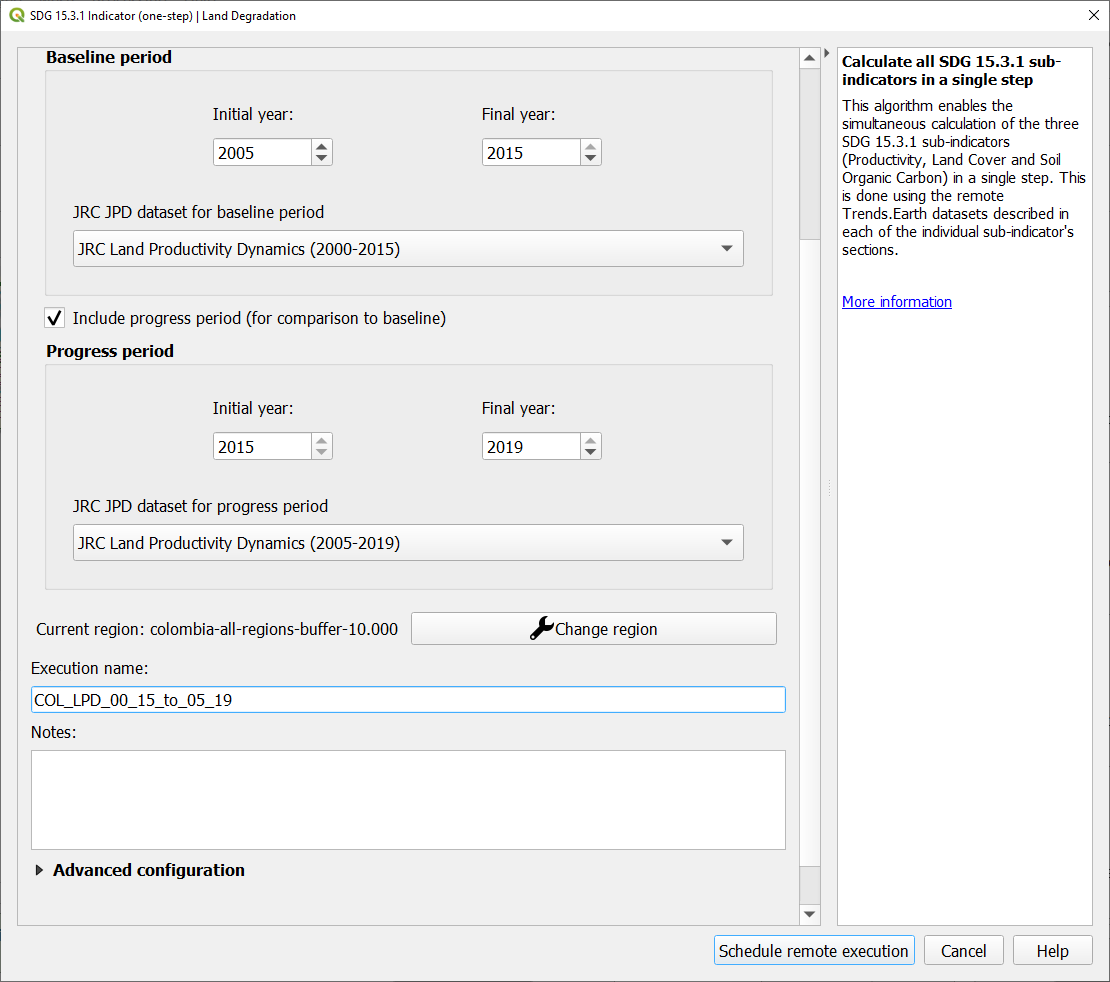 SDG 15.3.1 Indicator (one-step) | Land Degradation
Baseline period
Initial year:
Final year:
2005
2015
JRC JPD dataset for baseline period
JRC Land Productivity Dynamics (2000-2015)
Include progress period (for comparison to baseline)
Progress period
Initial year:
Final year:
2015
2019
JRC JPD dataset for progress period
JRC Land Productivity Dynamics (2005-2019)
Current region: colombia-all-regions-buffer-10.000
Change region
Execution name:
COL_LPD_00_15_to_05_19
Notes:
Advanced configuration
Calculate all SDG 15.3.1 sub-
indicators in a single step
This algorithm enables the
simultaneous calculation of the three
SDG 15.3.1 sub-indicators
(Productivity, Land Cover and Soil
Organic Carbon) in a single step. This
is done using the remote
Trends.Earth datasets described in
each of the individual sub-indicator's
sections.
More information
Schedule remote execution
Cancel
Help